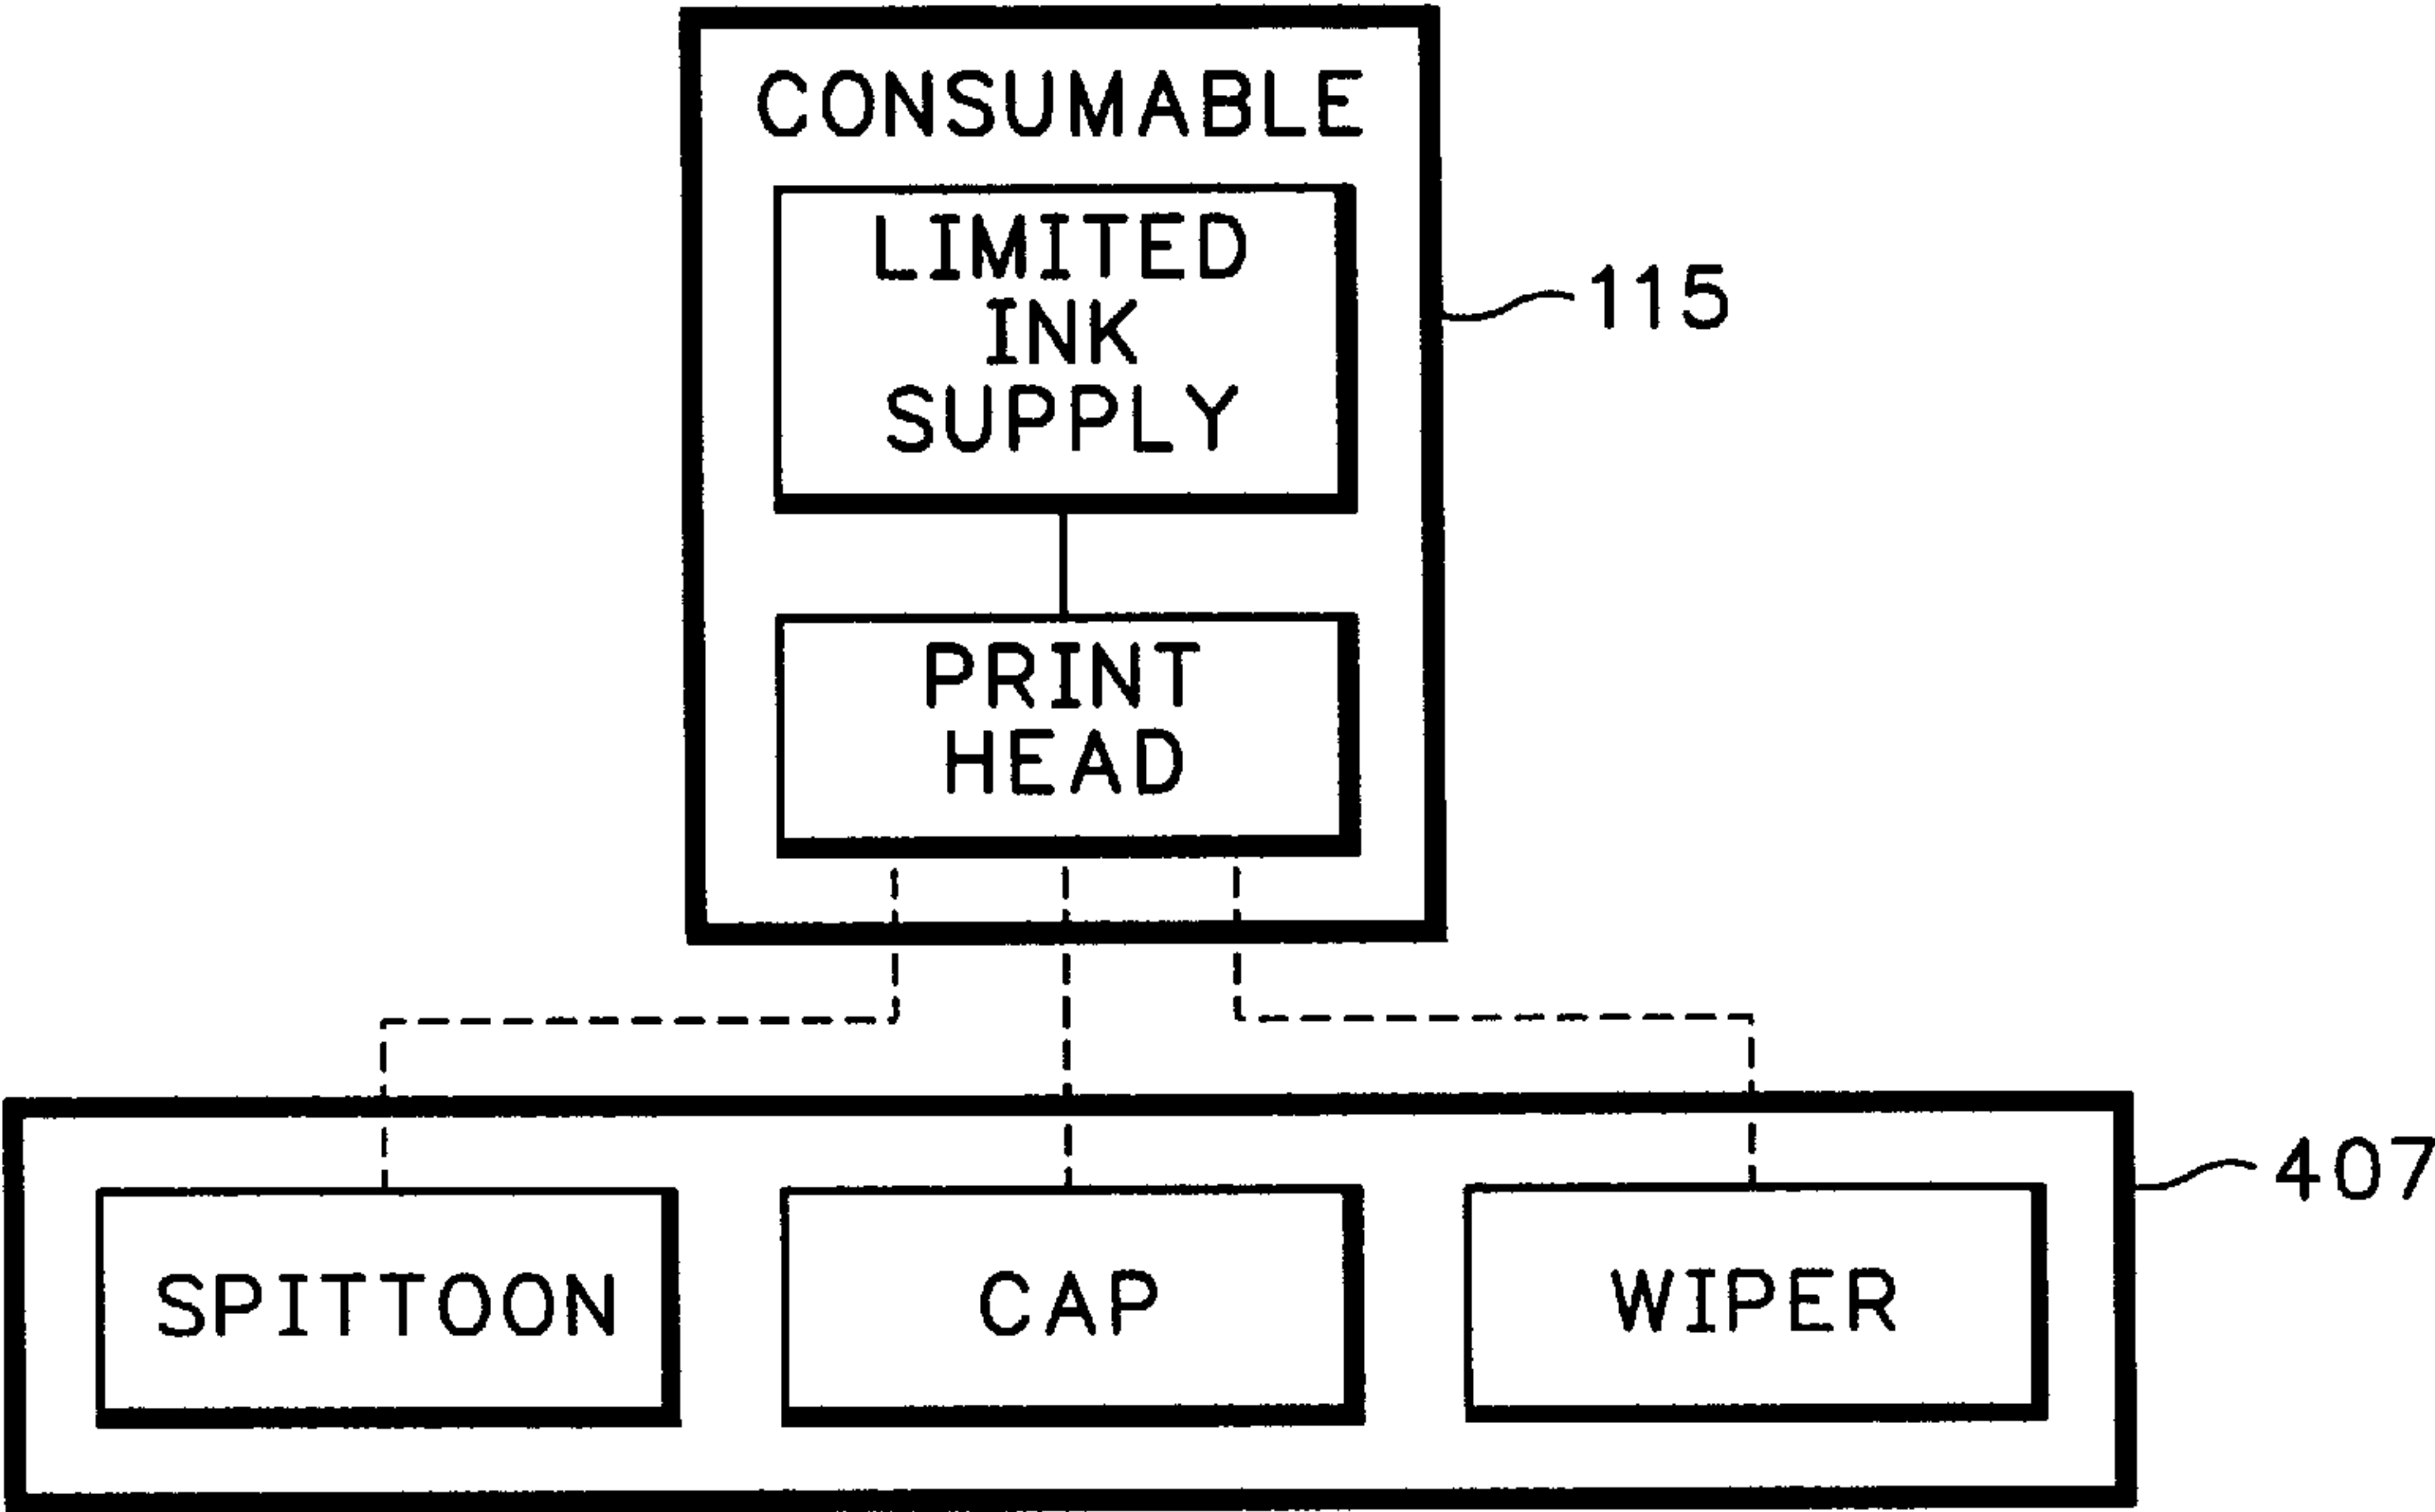 CONSUMABLE
LIMITED
INK
SUPPLY
115
PRINT
HEAD
407
SPITTOON
CAP
WIPER